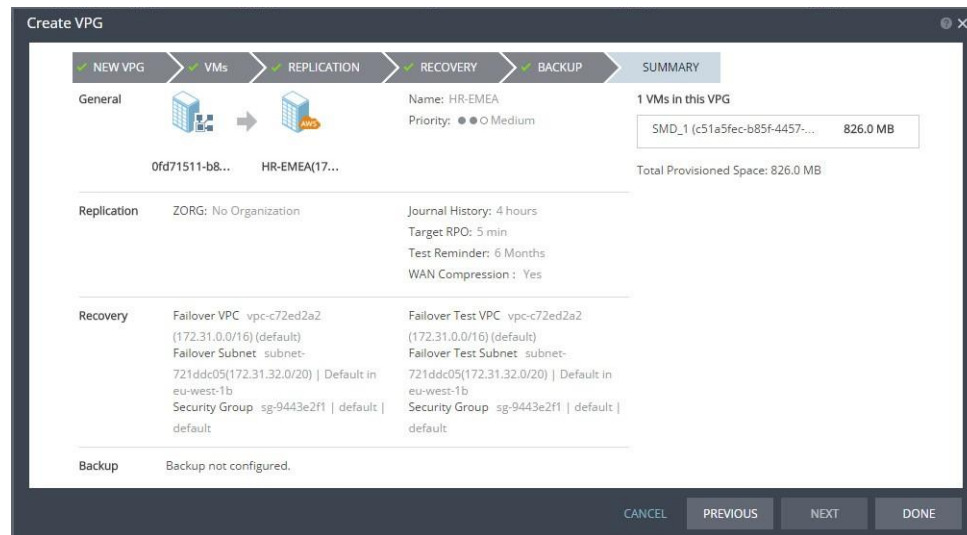 Create VPG
NEW VPG
VMs
REPLICATION
RECOVERY
BACKUP
SUMMARY
General
AWS
0fd71511-b8...
HR-EMEA(17...
Name: HR-EMEA
Priority: Medium
1 VMs in this VPG
SMD_1 (c51a5fec-b85f-4457-... 826.0 MB
Total Provisioned Space: 826.0 MB
Replication
ZORG: No Organization
Journal History: 4 hours
Target RPO: 5 min
Test Reminder: 6 Months
WAN Compression : Yes
Recovery
Failover VPC vpc-c72ed2a2
(172.31.0.0/16) (default)
Failover Subnet subnet-
721ddc05(172.31.32.0/20) | Default in
eu-west-1b
Security Group sg-9443e2f1 | default |
default
Failover Test VPC vpc-c72ed2a2
(172.31.0.0/16) (default)
Failover Test Subnet subnet-
721ddc05(172.31.32.0/20) | Default in
eu-west-1b
Security Group sg-9443e2f1 | default |
default
Backup
Backup not configured.
CANCEL
PREVIOUS
NEXT
DONE